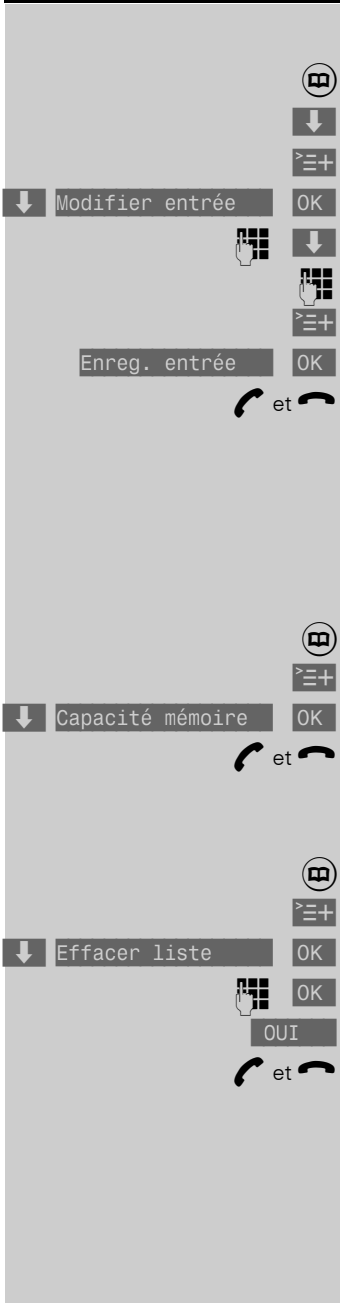 >☰+
Modifier entrée OK
>☰+
Enreg. entrée OK
et
>☰+
Capacité mémoire OK
et
>☰+
Effacer liste OK
OK
OUI
et